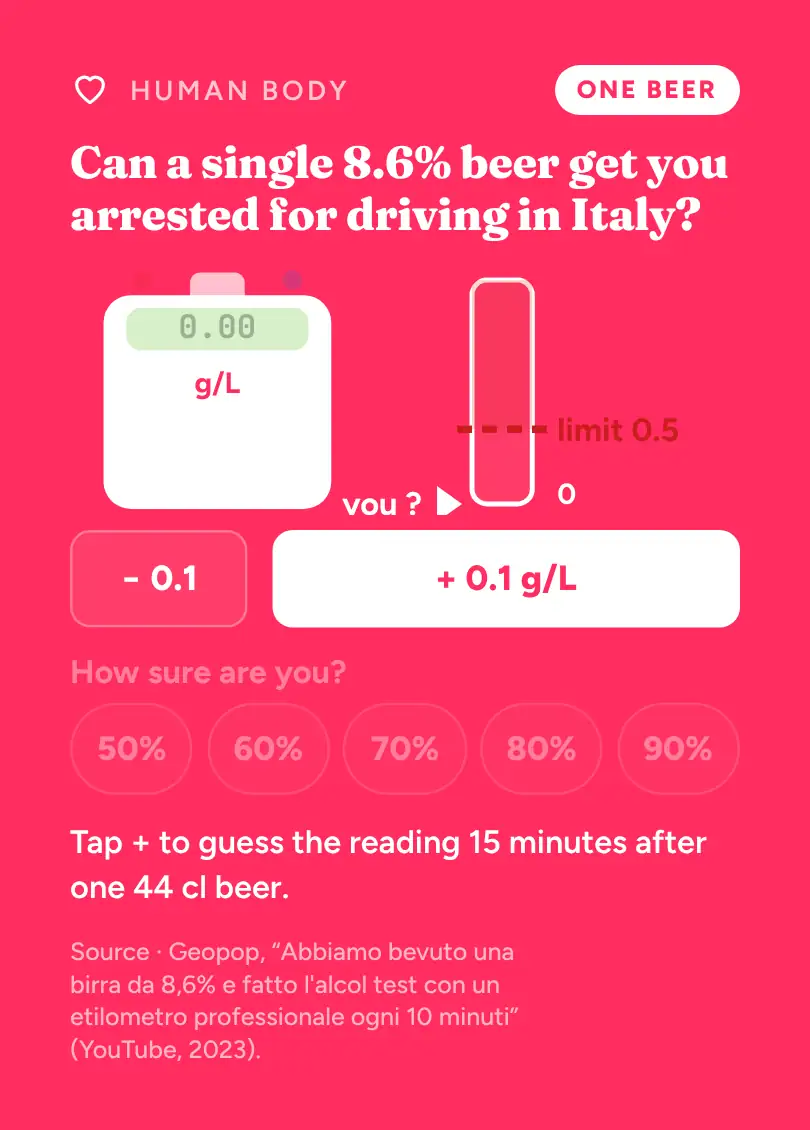 HUMAN BODY
ONE BEER
Can a single 8.6% beer get you
arrested for driving in Italy?
0.00
g/L
limit 0.5
0
vou ?
− 0.1
+ 0.1 g/L
How sure are you?
50%
60%
70%
80%
90%
Tap + to guess the reading 15 minutes after
one 44 cl beer.
Source · Geopop, “Abbiamo bevuto una
birra da 8,6% e fatto l'alcol test con un
etilometro professionale ogni 10 minuti”
(YouTube, 2023).